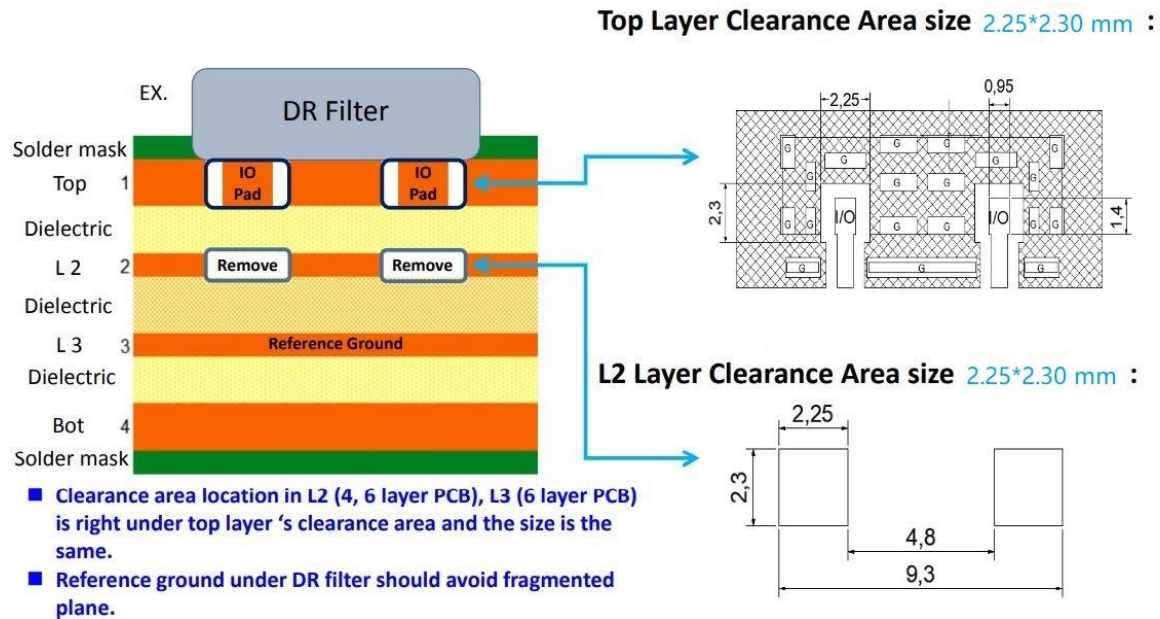 Top Layer Clearance Area size 2.25*2.30 mm :
EX.
DR Filter
Solder mask
Top 1
IO Pad
IO Pad
Dielectric
L 2 2
Remove
Remove
Dielectric
L 3 3
Reference Ground
Dielectric
Bot 4
Solder mask
2,25
0,95
G
G
G
G
G
G
G
G
G
G
G
2,3
I/O
I/O
1,4
G
G
G
G
G
G
G
G
G
L2 Layer Clearance Area size 2.25*2.30 mm :
2,25
2,3
4,8
9,3
■ Clearance area location in L2 (4, 6 layer PCB), L3 (6 layer PCB)
is right under top layer ‘s clearance area and the size is the
same.
■ Reference ground under DR filter should avoid fragmented
plane.